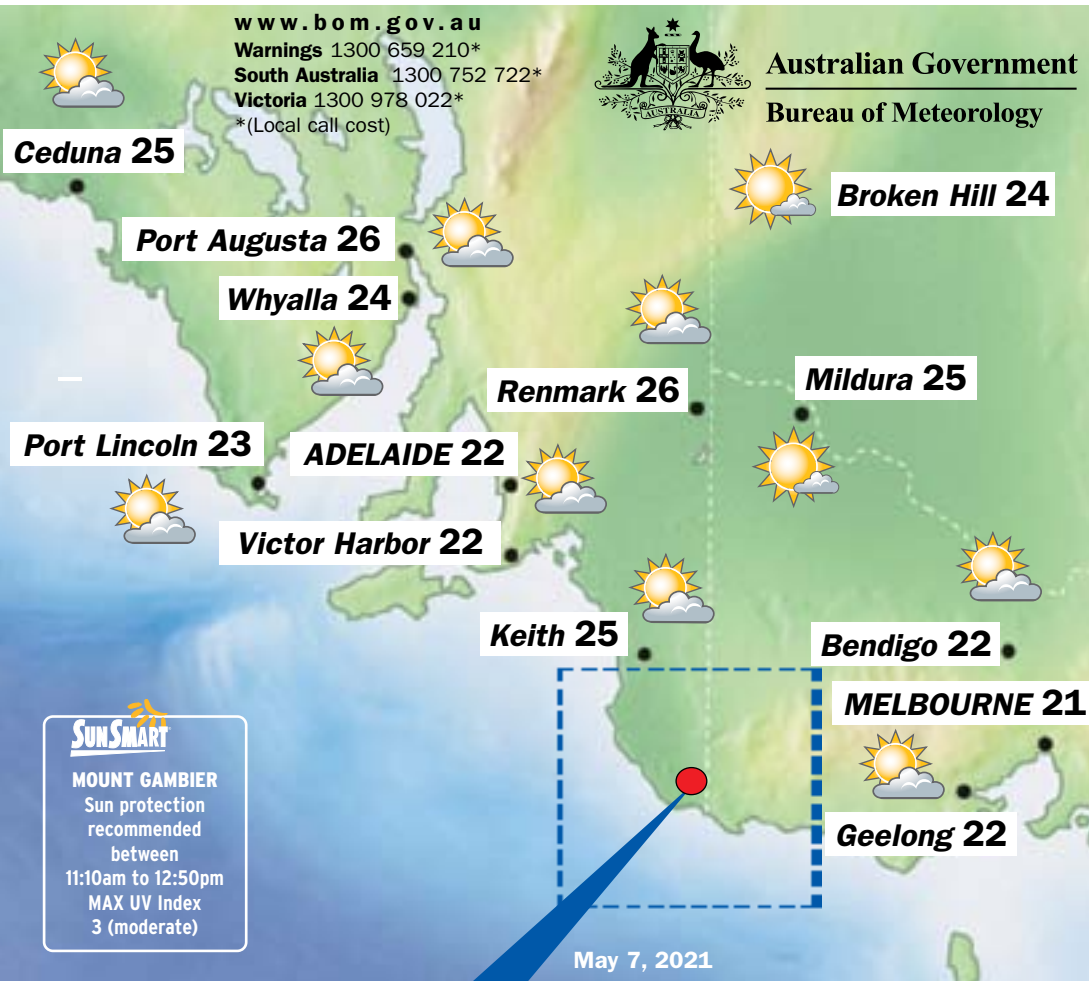 www.bom.gov.au
Warnings 1300 659 210*
South Australia 1300 752 722*
Victoria 1300 978 022*
*(Local call cost)
AUSTRALIA
Australian Government
Bureau of Meteorology
Ceduna 25
Broken Hill 24
Port Augusta 26
Whyalla 24
Renmark 26
Mildura 25
Port Lincoln 23
ADELAIDE 22
Victor Harbor 22
Keith 25
Bendigo 22
MELBOURNE 21
Geelong 22
SUNSMART
MOUNT GAMBIER
Sun protection
recommended
between
11:10am to 12:50pm
MAX UV Index
3 (moderate)
May 7, 2021